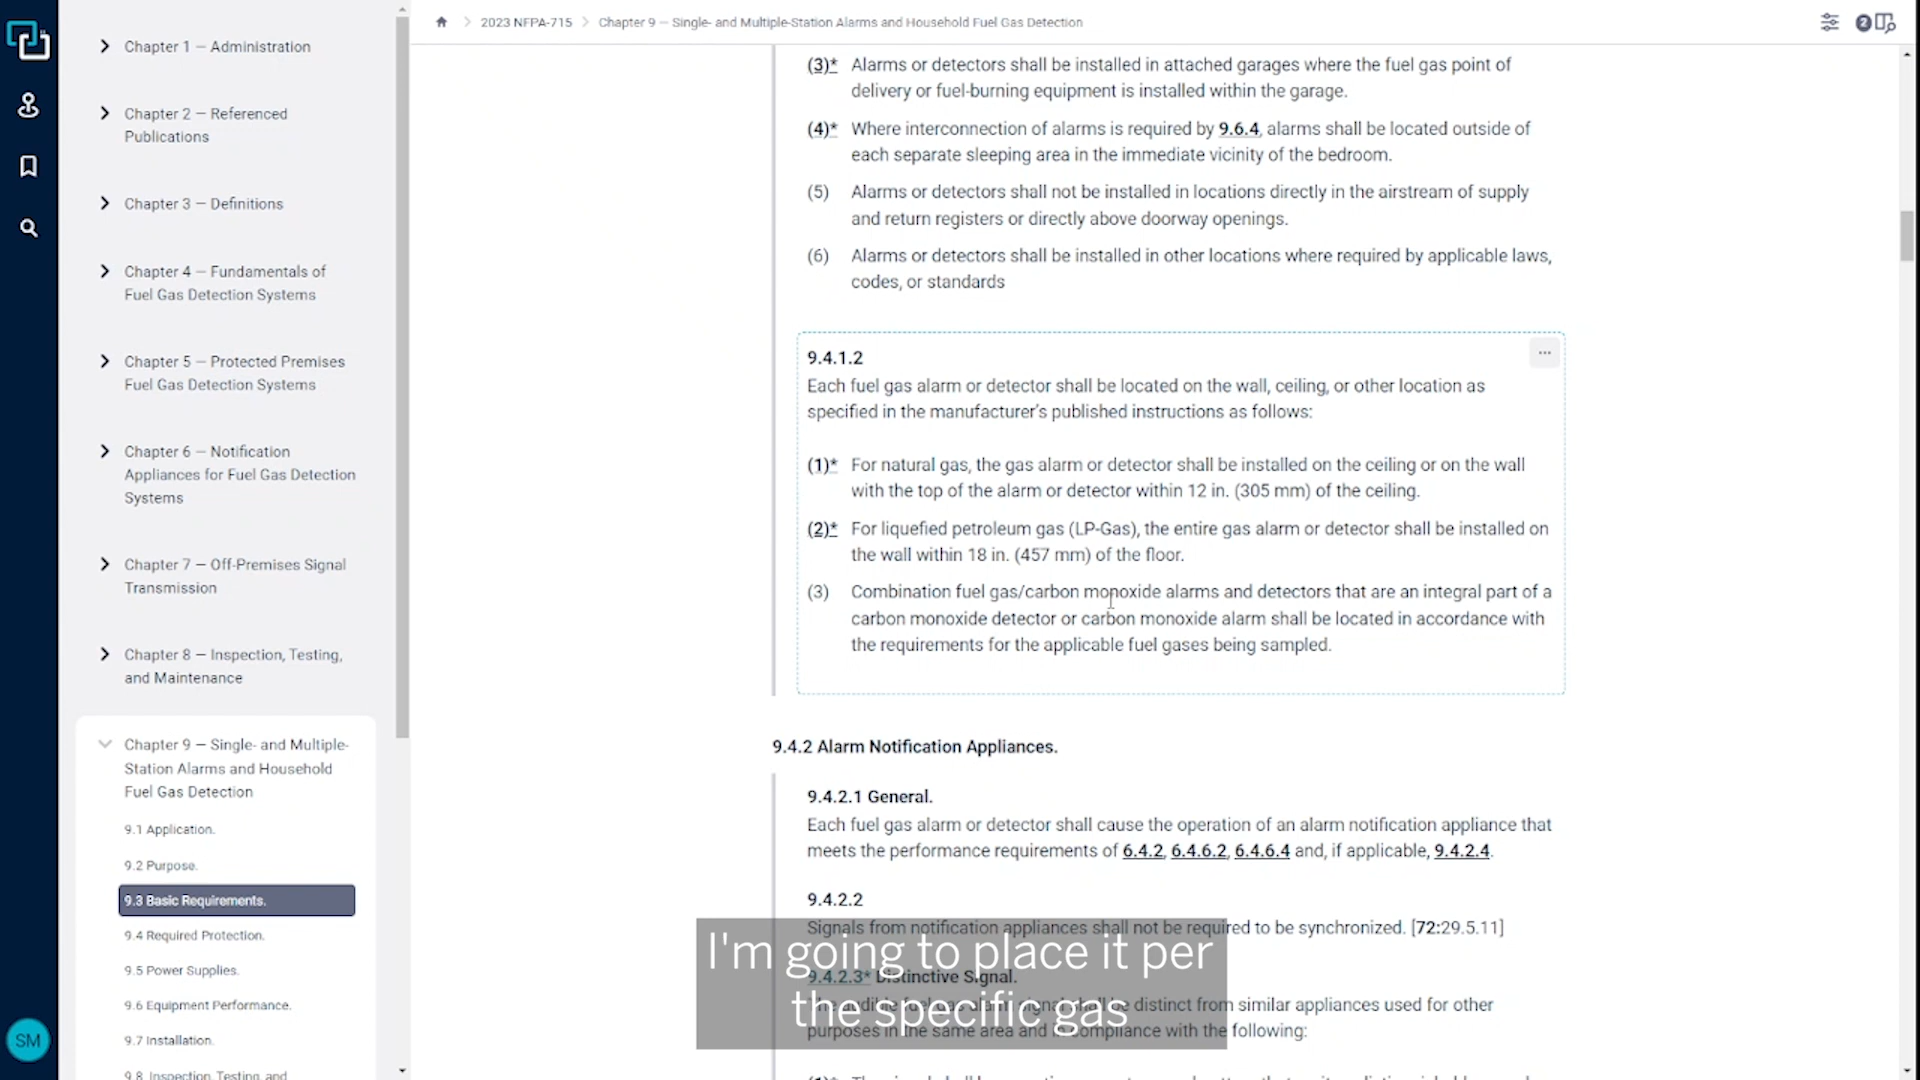 2023 NFPA-715
Chapter 9 – Single- and Multiple-Station Alarms and Household Fuel Gas Detection
2
Chapter 1 – Administration
Chapter 2 – Referenced
Publications
Chapter 3 – Definitions
Chapter 4 – Fundamentals of
Fuel Gas Detection Systems
Chapter 5 – Protected Premises
Fuel Gas Detection Systems
Chapter 6 – Notification
Appliances for Fuel Gas Detection
Systems
Chapter 7 – Off-Premises Signal
Transmission
Chapter 8 – Inspection, Testing,
and Maintenance
Chapter 9 – Single- and Multiple-
Station Alarms and Household
Fuel Gas Detection
9.1 Application.
9.2 Purpose.
9.3 Basic Requirements.
9.4 Required Protection.
9.5 Power Supplies.
9.6 Equipment Performance.
9.7 Installation.
9.8 Inspection, Testing, and
SM
(3)* Alarms or detectors shall be installed in attached garages where the fuel gas point of
delivery or fuel-burning equipment is installed within the garage.
(4)* Where interconnection of alarms is required by 9.6.4, alarms shall be located outside of
each separate sleeping area in the immediate vicinity of the bedroom.
(5) Alarms or detectors shall not be installed in locations directly in the airstream of supply
and return registers or directly above doorway openings.
(6) Alarms or detectors shall be installed in other locations where required by applicable laws,
codes, or standards
9.4.1.2
Each fuel gas alarm or detector shall be located on the wall, ceiling, or other location as
specified in the manufacturer's published instructions as follows:
(1)* For natural gas, the gas alarm or detector shall be installed on the ceiling or on the wall
with the top of the alarm or detector within 12 in. (305 mm) of the ceiling.
(2)* For liquefied petroleum gas (LP-Gas), the entire gas alarm or detector shall be installed on
the wall within 18 in. (457 mm) of the floor.
(3) Combination fuel gas/carbon monoxide alarms and detectors that are an integral part of a
carbon monoxide detector or carbon monoxide alarm shall be located in accordance with
the requirements for the applicable fuel gases being sampled.
9.4.2 Alarm Notification Appliances.
9.4.2.1 General.
Each fuel gas alarm or detector shall cause the operation of an alarm notification appliance that
meets the performance requirements of 6.4.2, 6.4.6.2, 6.4.6.4 and, if applicable, 9.4.2.4.
9.4.2.2
Signals from notification appliances shall not be required to be synchronized. [72:29.5.11]
9.4.2.3* Distinctive Signal.
The audible fuel gas alarm signal shall be distinct from similar appliances used for other
purposes in the same area and in compliance with the following:
I'm going to place it per
the specific gas